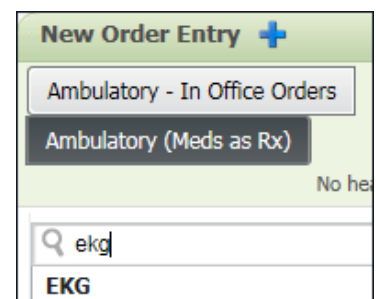 New Order Entry
Ambulatory - In Office Orders
Ambulatory (Meds as Rx)
No hea
ekg
EKG